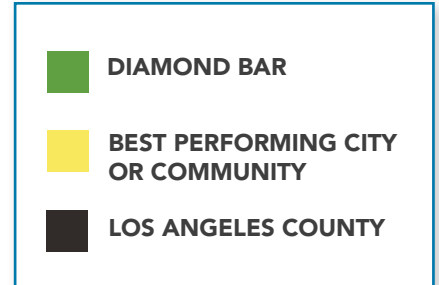 DIAMOND BAR
BEST PERFORMING CITY
OR COMMUNITY
LOS ANGELES COUNTY